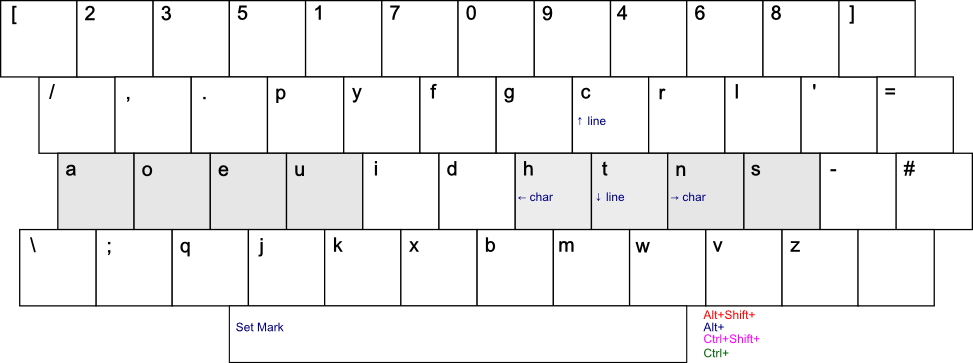 [ 2 3 5 1 7 0 9 4 6 8 ]
/ , . p y f g c r l ' =
↑ line
a o e u i d h t n s - #
← char ↓ line → char
\ ; q j k x b m w v z
Set Mark
Alt+Shift+
Alt+
Ctrl+Shift+
Ctrl+